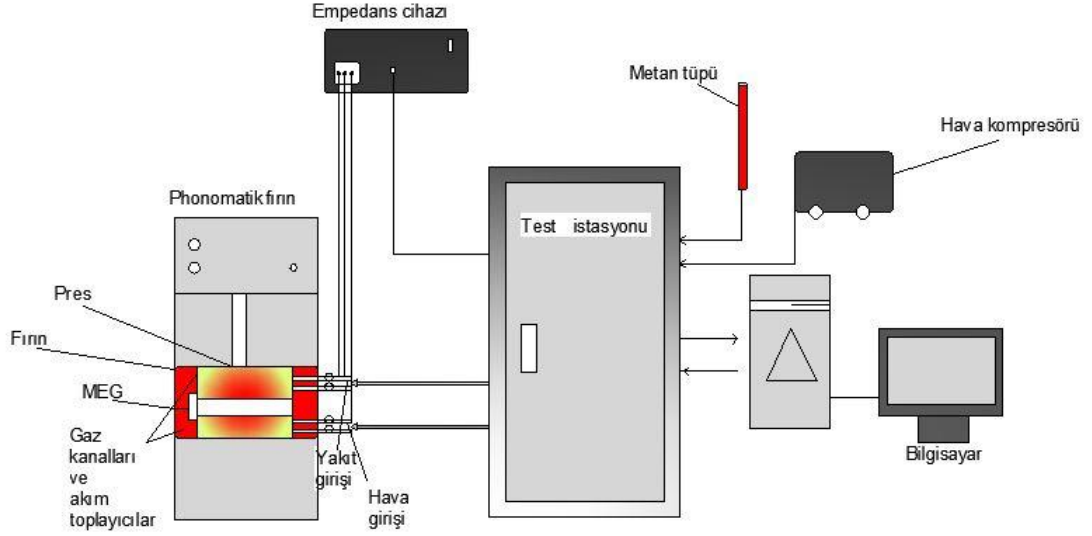 Empedans cihazı
Metan tüpü
Hava kompresörü
Phonomatik fırın
Test istasyonu
Pres
Fırın
MEG
Gaz
kanalları
ve
akım
toplayıcılar
Yakıt
girişi
Hava
girişi
Bilgisayar